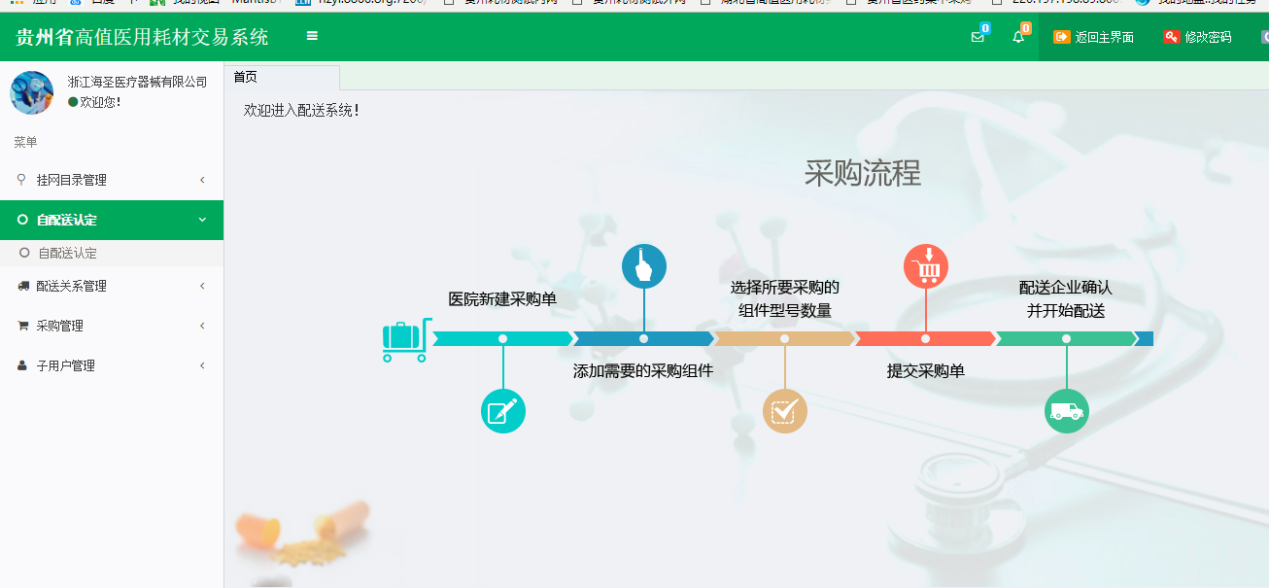 贵州省高值医用耗材交易系统
0
0
返回主界面
修改密码
浙江海圣医疗器械有限公司
欢迎您!
菜单
挂网目录管理
自配送认定
自配送认定
配送关系管理
采购管理
子用户管理
首页
欢迎进入配送系统!
采购流程
医院新建采购单
选择所要采购的
组件型号数量
配送企业确认
并开始配送
添加需要的采购组件
提交采购单